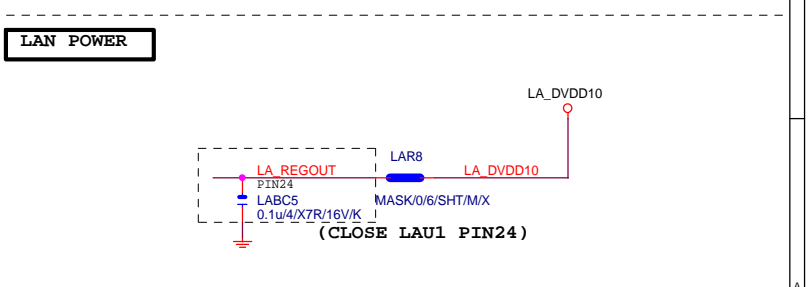 LAN POWER
LA_DVDD10
LAR8
LA_REGOUT
LA_DVDD10
PIN24
LABC5
MASK/0/6/SHT/M/X
0.1u/4/X7R/16V/K
(CLOSE LAU1 PIN24)
A